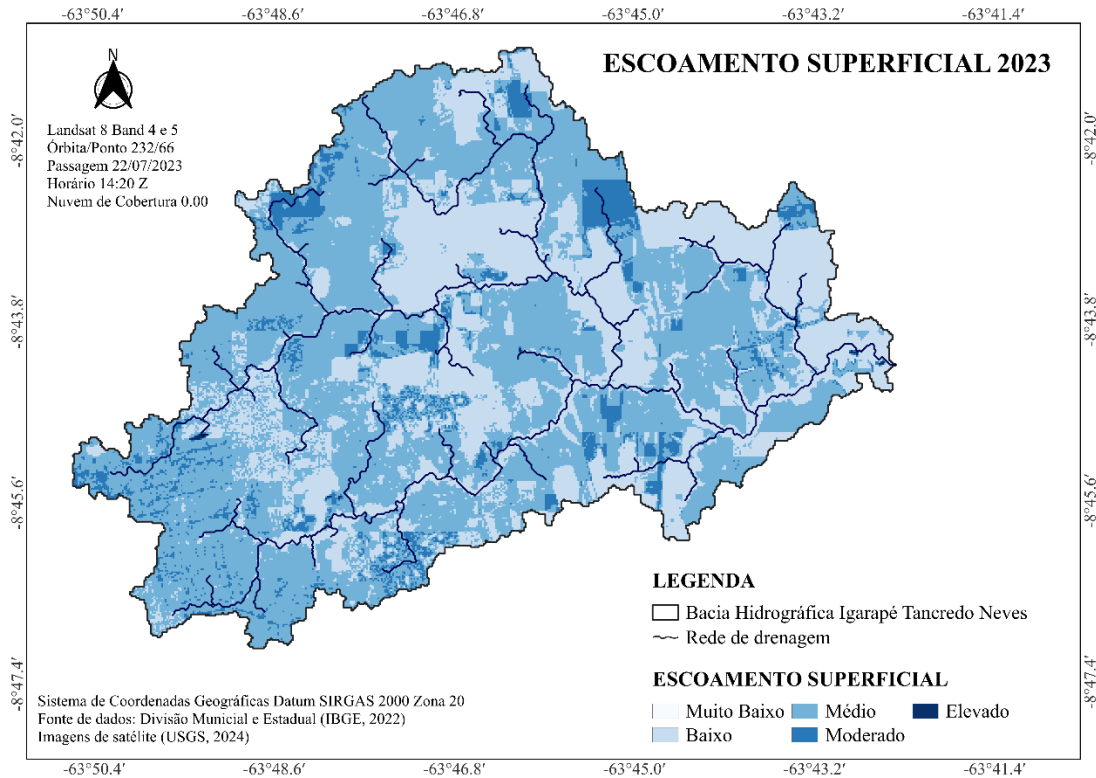 -63°50.4' -63°48.6' -63°46.8' -63°45.0' -63°43.2' -63°41.4'
N
ESCOAMENTO SUPERFICIAL 2023
Landsat 8 Band 4 e 5
Órbita/Ponto 232/66
Passagem 22/07/2023
Horário 14:20 Z
Nuvem de Cobertura 0.00
-8°42.0' -8°42.0'
-8°43.8' -8°43.8'
-8°45.6' -8°45.6'
-8°47.4' -8°47.4'
LEGENDA
Bacia Hidrográfica Igarapé Tancredo Neves
Rede de drenagem
ESCOAMENTO SUPERFICIAL
Muito Baixo Médio Elevado
Baixo Moderado
Sistema de Coordenadas Geográficas Datum SIRGAS 2000 Zona 20
Fonte de dados: Divisão Municial e Estadual (IBGE, 2022)
Imagens de satélite (USGS, 2024)
-63°50.4' -63°48.6' -63°46.8' -63°45.0' -63°43.2' -63°41.4'